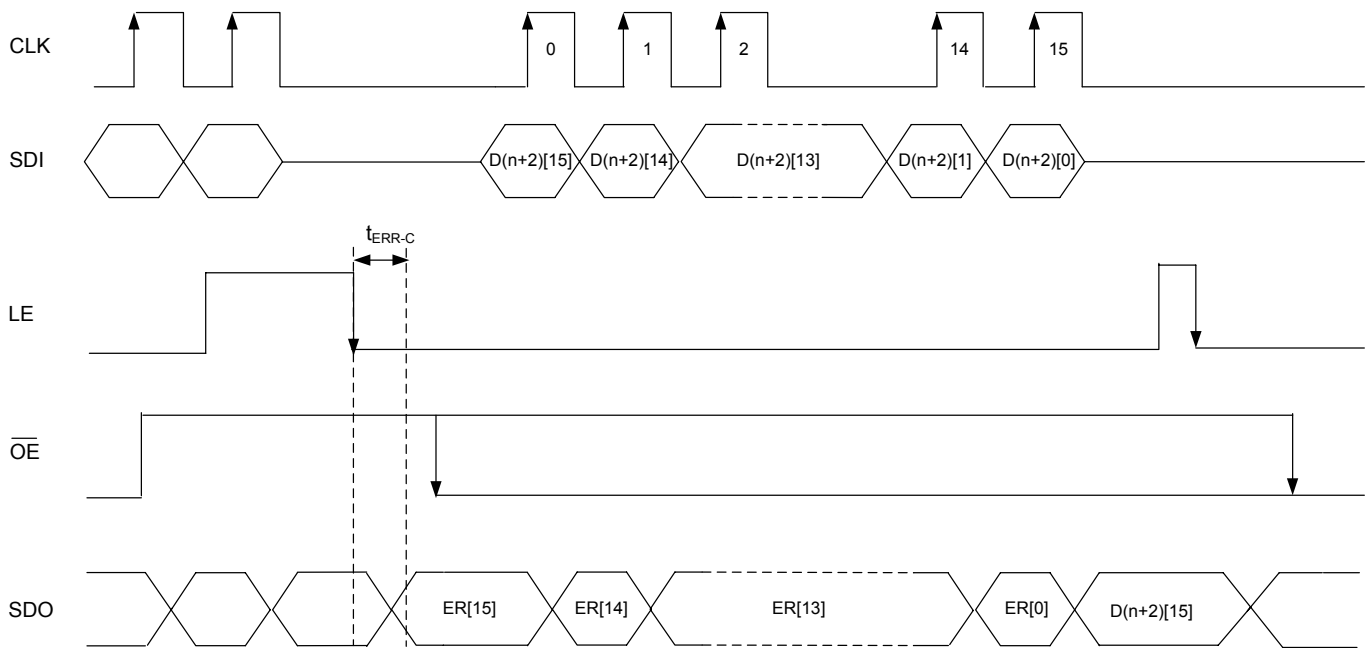 CLK
0
1
2
14
15
SDI
D(n+2)[15]
D(n+2)[14]
D(n+2)[13]
D(n+2)[1]
D(n+2)[0]
tERR-C
LE
OE
SDO
ER[15]
ER[14]
ER[13]
ER[0]
D(n+2)[15]